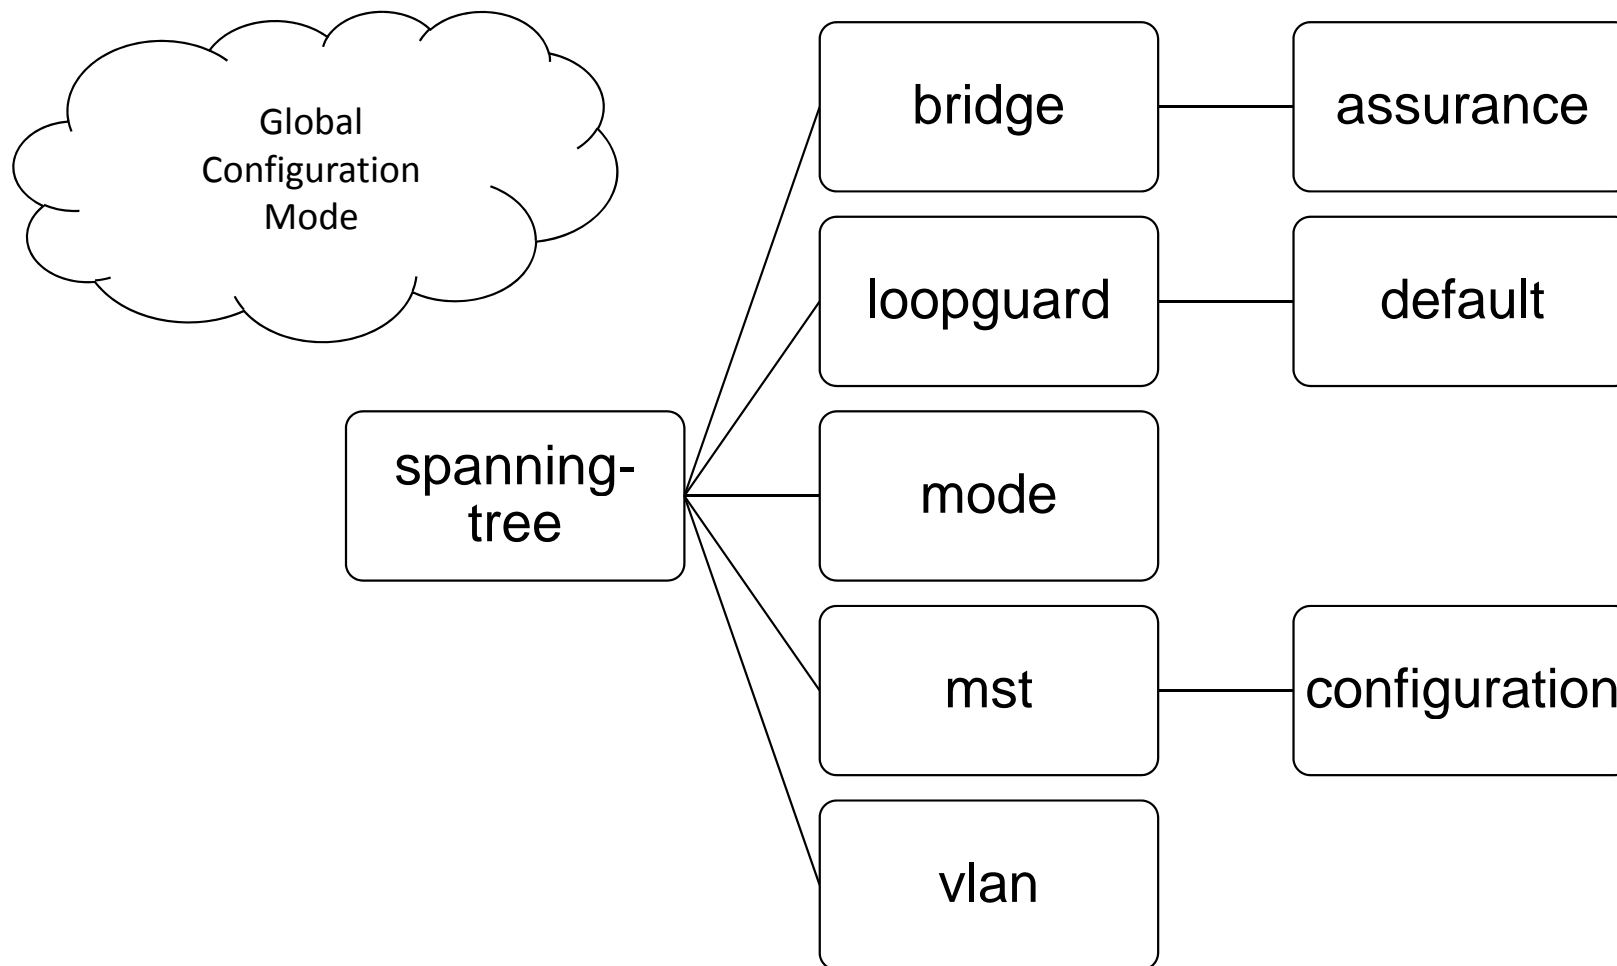 Global
Configuration
Mode
bridge
assurance
loopguard
default
spanning-
tree
mode
mst
configuration
vlan